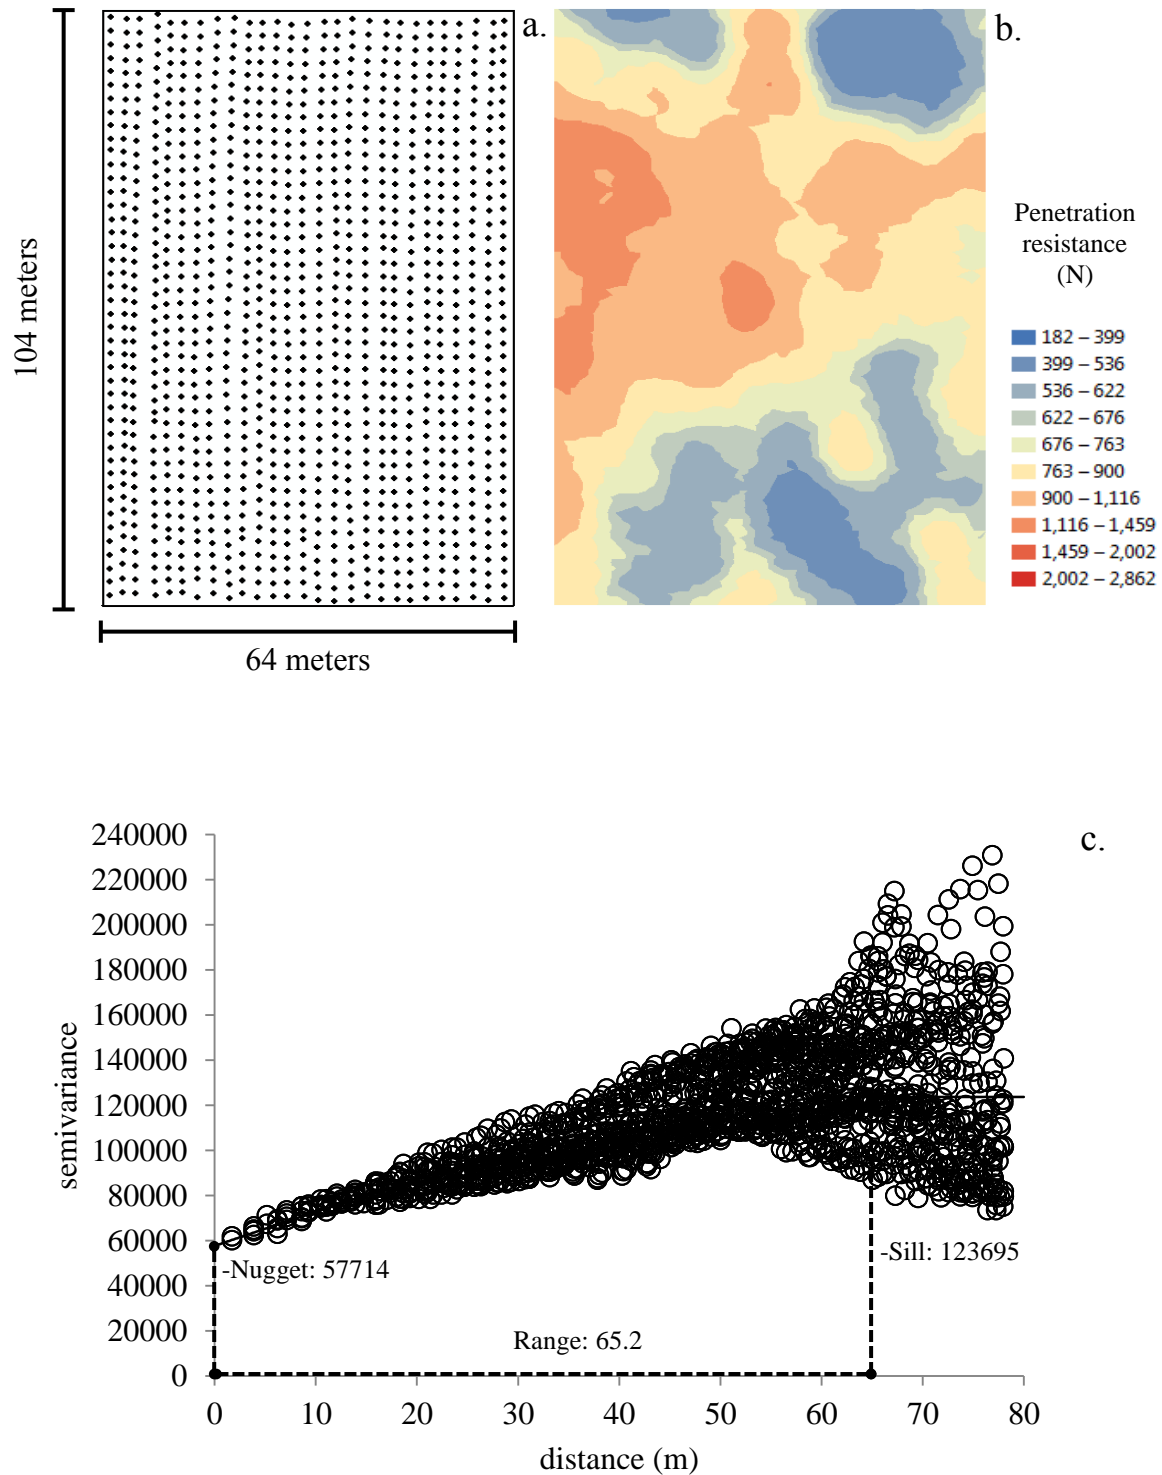 a.
b.
104 meters
64 meters
Penetration
resistance
(N)
182 – 399
399 – 536
536 – 622
622 – 676
676 – 763
763 – 900
900 – 1,116
1,116 – 1,459
1,459 – 2,002
2,002 – 2,862
c.
240000
220000
200000
180000
160000
140000
120000
100000
80000
60000
40000
20000
0
semivariance
-Nugget: 57714
-Sill: 123695
Range: 65.2
0 10 20 30 40 50 60 70 80
distance (m)